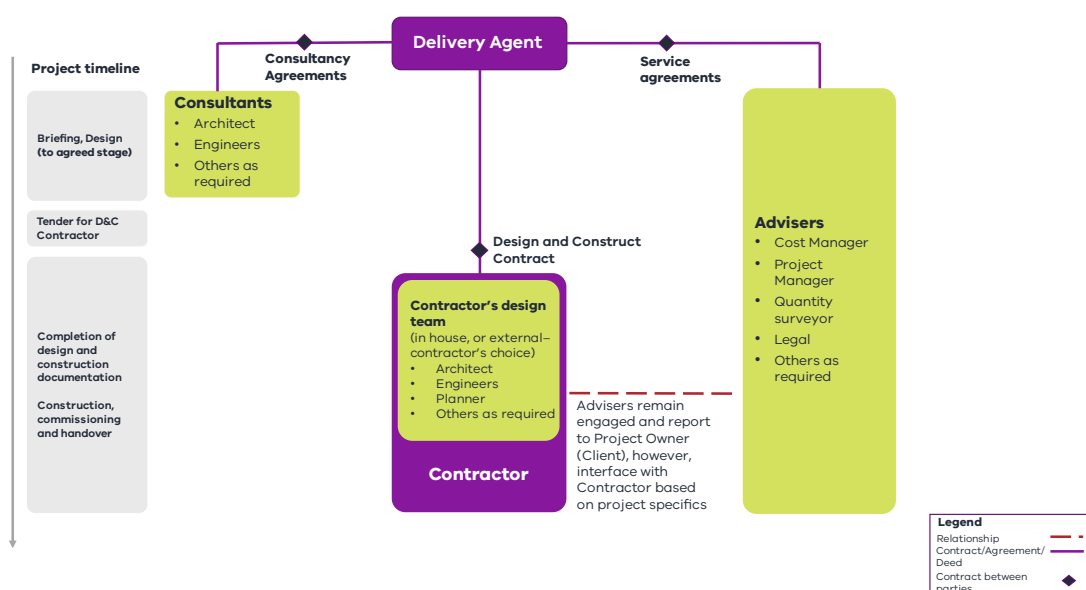 Delivery Agent
Consultancy
Agreements
Service
agreements
Project timeline
Briefing, Design
(to agreed stage)
Tender for D&C
Contractor
Completion of
design and
construction
documentation
Construction,
commissioning
and handover
Consultants
• Architect
• Engineers
• Others as
required
Design and Construct
Contract
Contractor's design
team
(in house, or external–
contractor's choice)
• Architect
• Engineers
• Planner
• Others as required
Contractor
Advisers remain
engaged and report
to Project Owner
(Client), however,
interface with
Contractor based
on project specifics
Advisers
• Cost Manager
• Project
Manager
• Quantity
surveyor
• Legal
• Others as
required
Legend
Relationship
Contract/Agreement/
Deed
Contract between
parties